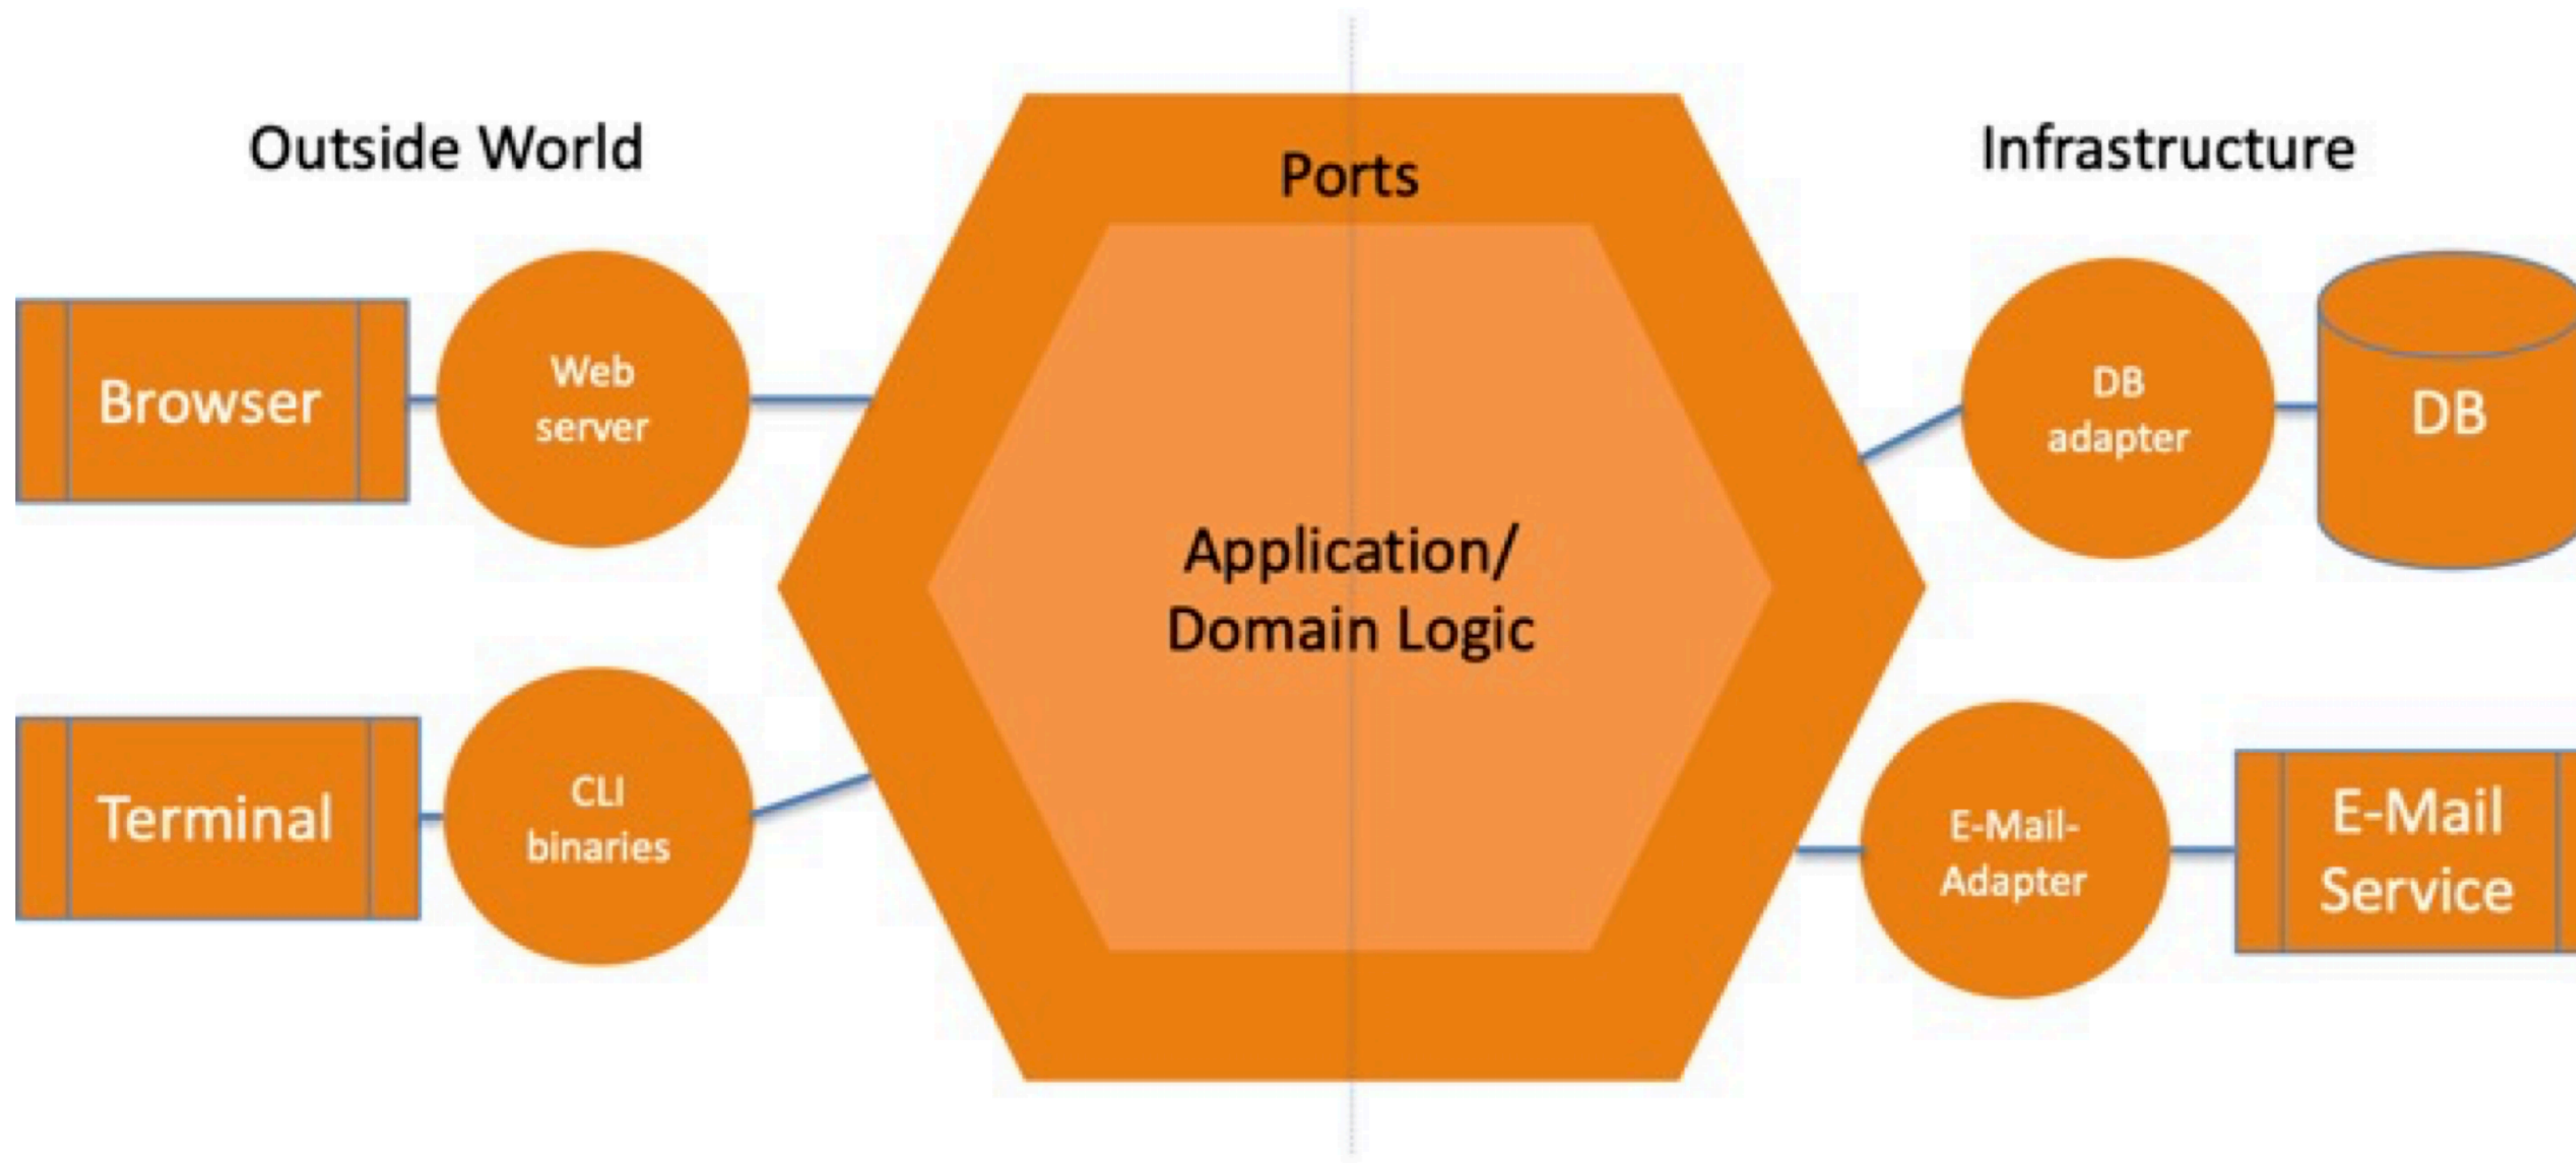 Outside World
Ports
Infrastructure
Browser
Web
server
DB
adapter
DB
Application/
Domain Logic
Terminal
CLI
binaries
E-Mail-
Adapter
E-Mail
Service